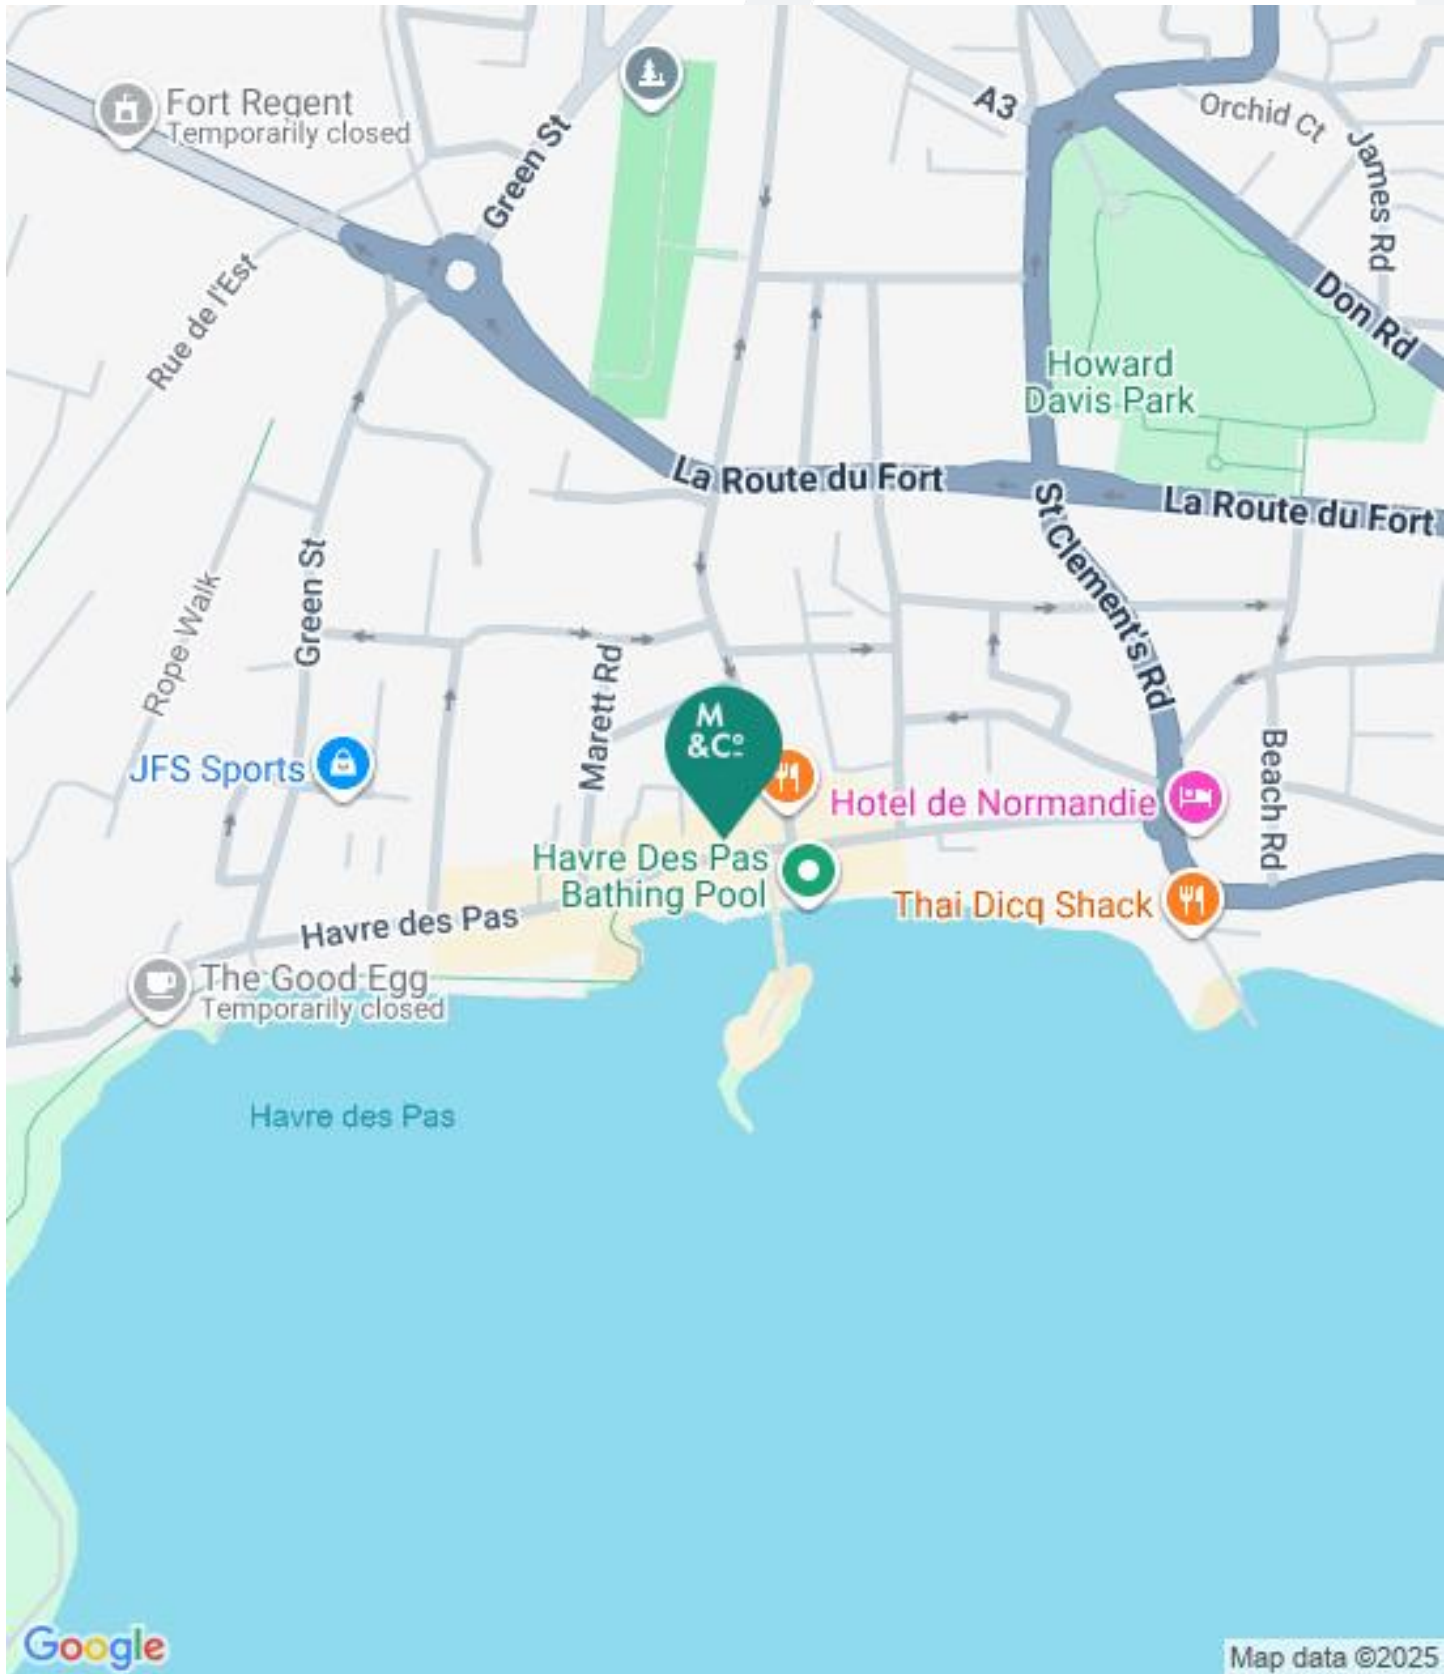 Fort Regent
Temporarily closed
Green St
A3
Orchid Ct
James Rd
Rue de l'Est
Don Rd
Howard
Davis Park
La Route du Fort
La Route du Fort
St Clement's Rd
Green St
Rope Walk
Marett Rd
M
&Cº
JFS Sports
Hotel de Normandie
Beach Rd
Havre Des Pas
Bathing Pool
Thai Dicq Shack
Havre des Pas
The Good Egg
Temporarily closed
Havre des Pas
Google
Map data ©2025